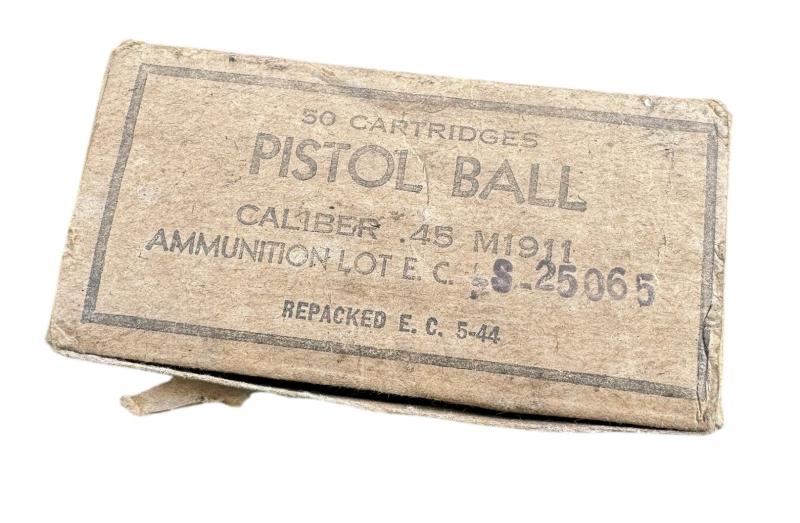 50 CARTRIDGES
PISTOL BALL
CALIBER .45 M1911
AMMUNITION LOT E. C. S-25065
REPACKED E. C. 5-44